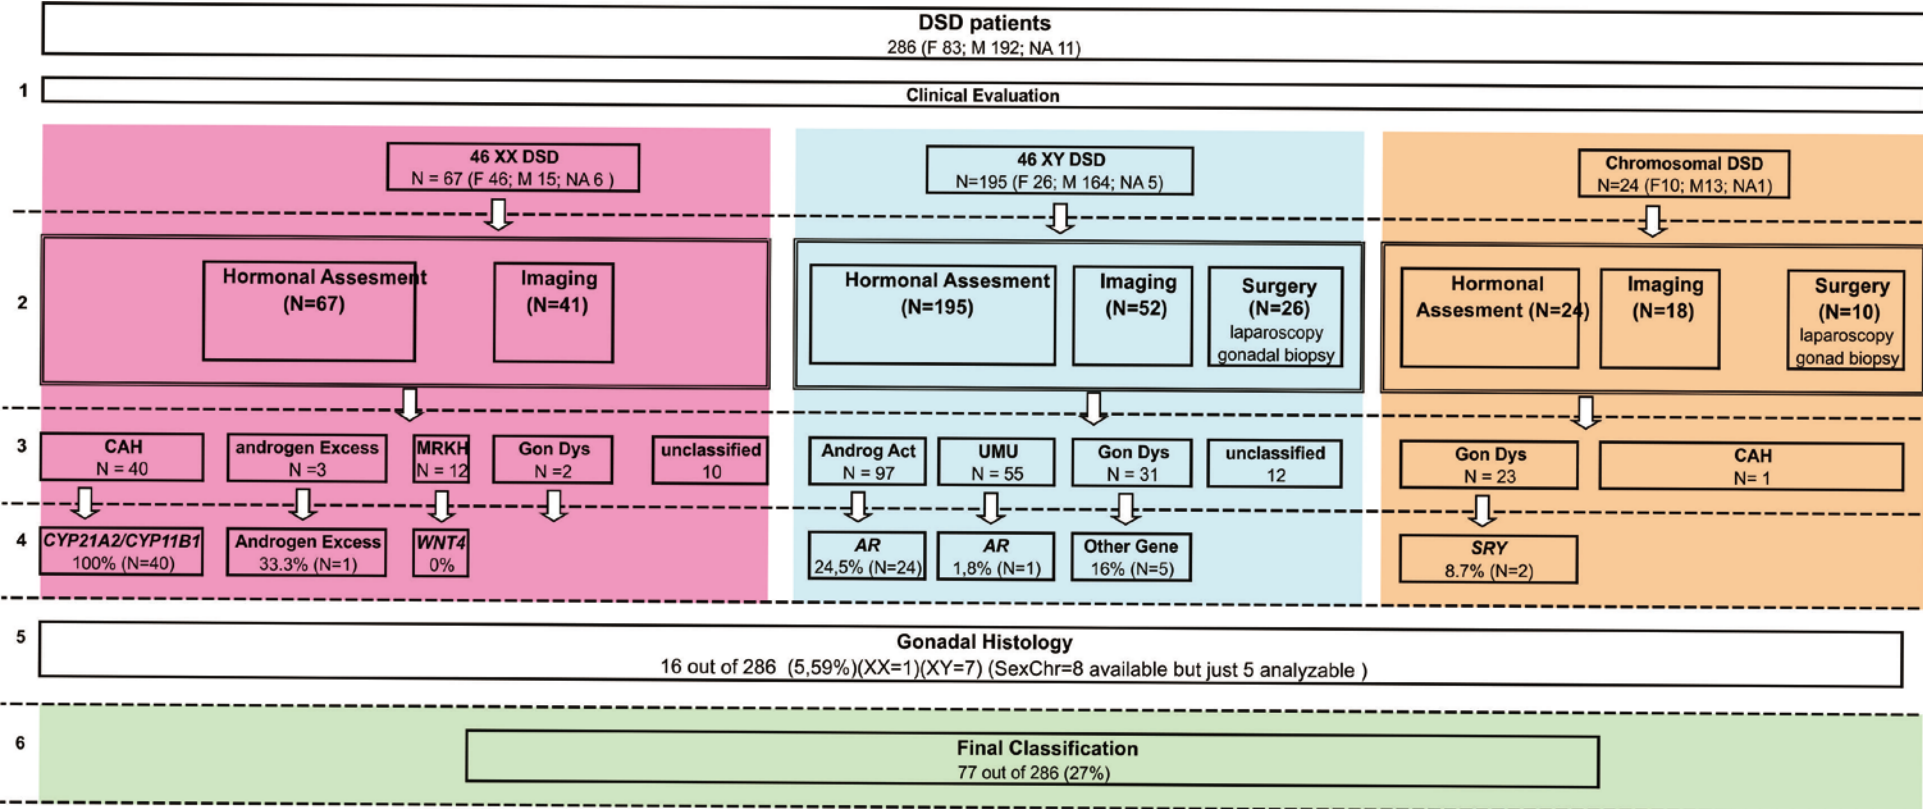 DSD patients
286 (F 83; M 192; NA 11)
1
Clinical Evaluation
46 XX DSD
N = 67 (F 46; M 15; NA 6 )
46 XY DSD
N=195 (F 26; M 164; NA 5)
Chromosomal DSD
N=24 (F10; M13; NA1)
2
Hormonal Assesment
(N=67)
Imaging
(N=41)
Hormonal Assesment
(N=195)
Imaging
(N=52)
Surgery
(N=26)
laparoscopy
gonadal biopsy
Hormonal
Assesment (N=24)
Imaging
(N=18)
Surgery
(N=10)
laparoscopy
gonad biopsy
3
CAH
N = 40
androgen Excess
N =3
MRKH
N = 12
Gon Dys
N =2
unclassified
10
Androg Act
N = 97
UMU
N = 55
Gon Dys
N = 31
unclassified
12
Gon Dys
N = 23
CAH
N= 1
4
CYP21A2/CYP11B1
100% (N=40)
Androgen Excess
33.3% (N=1)
WNT4
0%
AR
24,5% (N=24)
AR
1,8% (N=1)
Other Gene
16% (N=5)
SRY
8.7% (N=2)
5
Gonadal Histology
16 out of 286 (5,59%)(XX=1)(XY=7) (SexChr=8 available but just 5 analyzable )
6
Final Classification
77 out of 286 (27%)